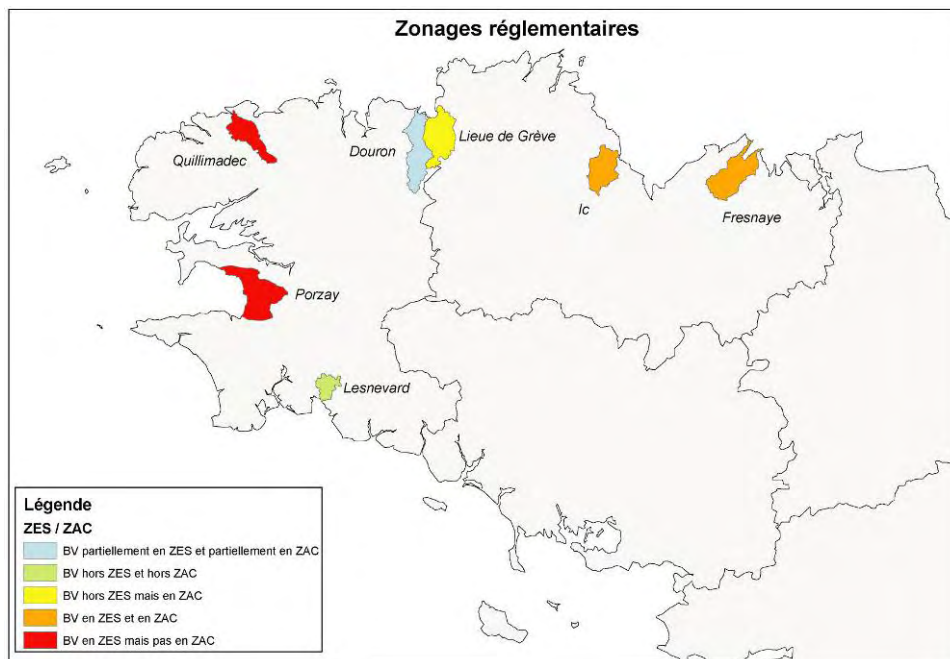 Zonages réglementaires
Quillimadec
Douron
Lieue de Grève
Ic
Fresnaye
Porzay
Lesnevard
Légende
ZES / ZAC
BV partiellement en ZES et partiellement en ZAC
BV hors ZES et hors ZAC
BV hors ZES mais en ZAC
BV en ZES et en ZAC
BV en ZES mais pas en ZAC